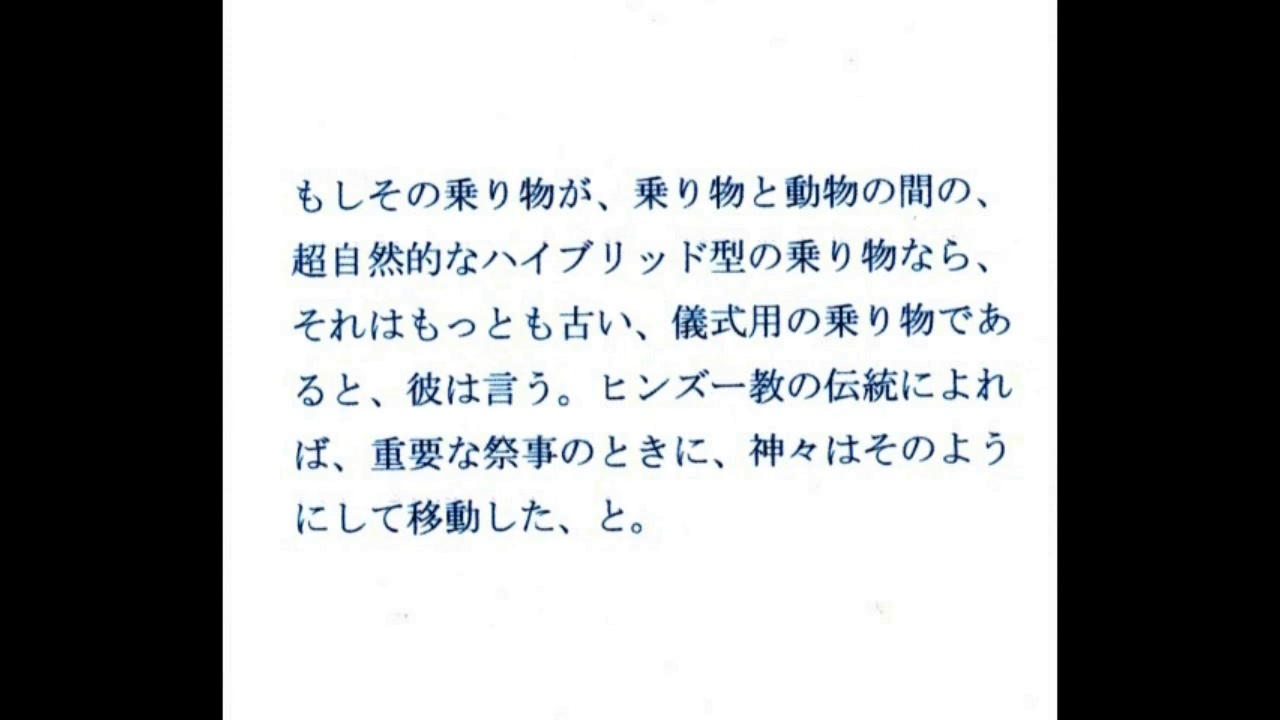 もしその乗り物が、乗り物と動物の間の、
超自然的なハイブリッド型の乗り物なら、
それはもっとも古い、儀式用の乗り物であ
ると、彼は言う。ヒンズー教の伝統によれ
ば、重要な祭事のときに、神々はそのよう
にして移動した、と。